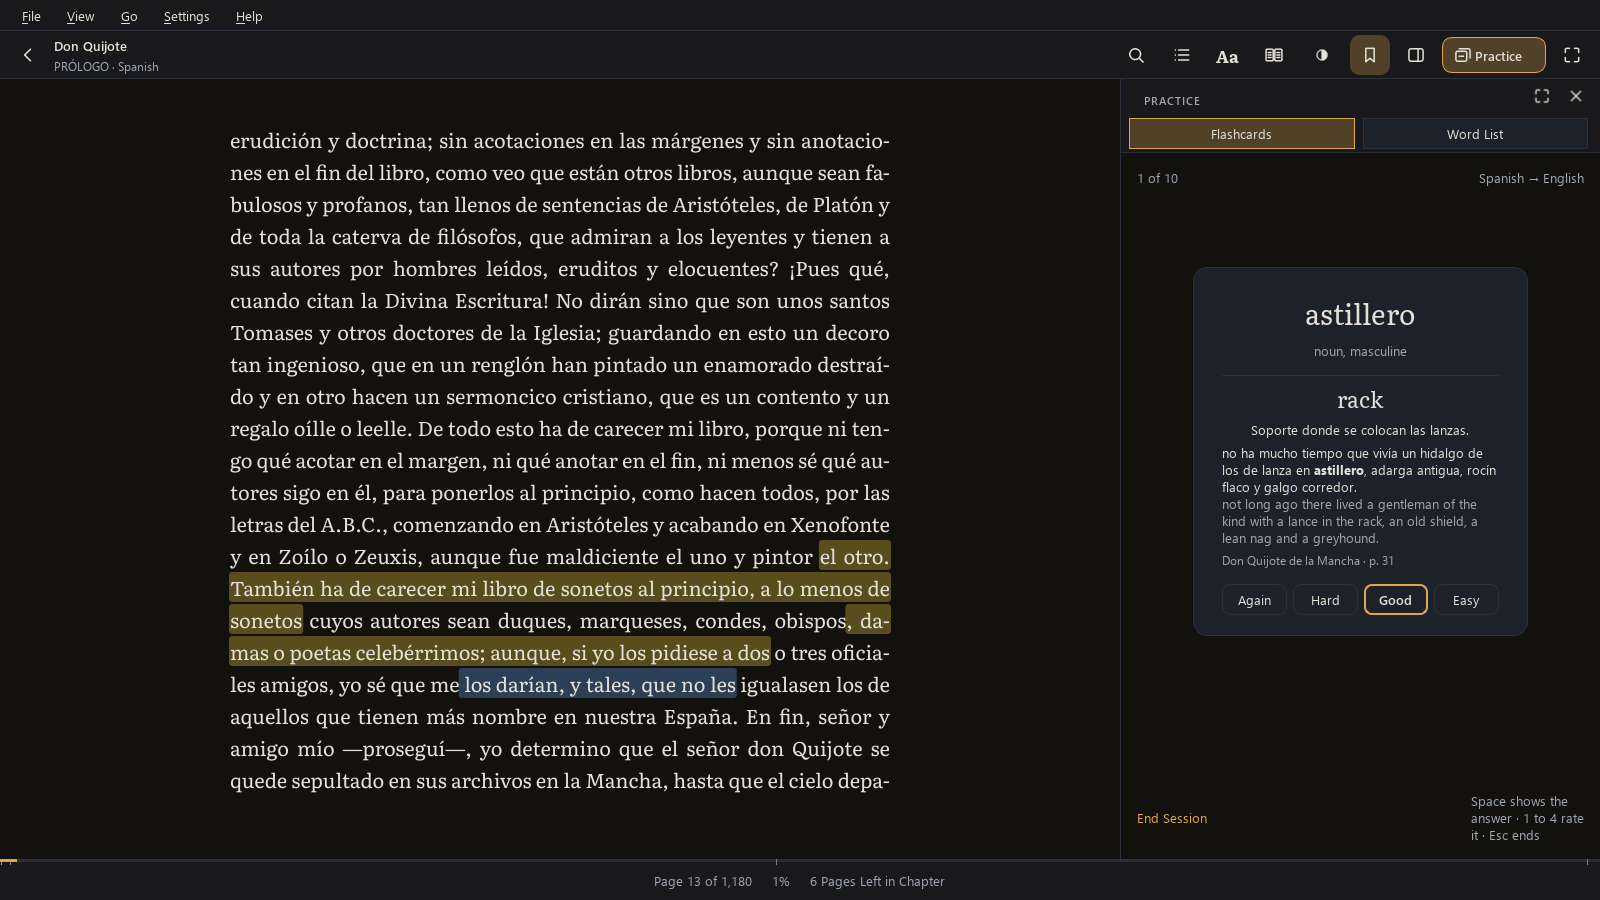 File View Go Settings Help
Don Quijote
PRÓLOGO · Spanish
Aa
Practice
erudición y doctrina; sin acotaciones en las márgenes y sin anotacio-
nes en el fin del libro, como veo que están otros libros, aunque sean fa-
bulosos y profanos, tan llenos de sentencias de Aristóteles, de Platón y
de toda la caterva de filósofos, que admiran a los leyentes y tienen a
sus autores por hombres leídos, eruditos y elocuentes? ¡Pues qué,
cuando citan la Divina Escritura! No dirán sino que son unos santos
Tomases y otros doctores de la Iglesia; guardando en esto un decoro
tan ingenioso, que en un renglón han pintado un enamorado destraí-
do y en otro hacen un sermoncico cristiano, que es un contento y un
regalo oílle o leelle. De todo esto ha de carecer mi libro, porque ni ten-
go qué acotar en el margen, ni qué anotar en el fin, ni menos sé qué au-
tores sigo en él, para ponerlos al principio, como hacen todos, por las
letras del A.B.C., comenzando en Aristóteles y acabando en Xenofonte
y en Zoílo o Zeuxis, aunque fue maldiciente el uno y pintor el otro.
También ha de carecer mi libro de sonetos al principio, a lo menos de
sonetos cuyos autores sean duques, marqueses, condes, obispos, da-
mas o poetas celebérrimos; aunque, si yo los pidiese a dos o tres oficia-
les amigos, yo sé que me los darían, y tales, que no les igualasen los de
aquellos que tienen más nombre en nuestra España. En fin, señor y
amigo mío —proseguí—, yo determino que el señor don Quijote se
quede sepultado en sus archivos en la Mancha, hasta que el cielo depa-
PRACTICE
Flashcards Word List
1 of 10 Spanish → English
astillero
noun, masculine
rack
Soporte donde se colocan las lanzas.
no ha mucho tiempo que vivía un hidalgo de
los de lanza en astillero, adarga antigua, rocín
flaco y galgo corredor.
not long ago there lived a gentleman of the
kind with a lance in the rack, an old shield, a
lean nag and a greyhound.
Don Quijote de la Mancha · p. 31
Again Hard Good Easy
End Session
Space shows the
answer · 1 to 4 rate
it · Esc ends
Page 13 of 1,180 1% 6 Pages Left in Chapter